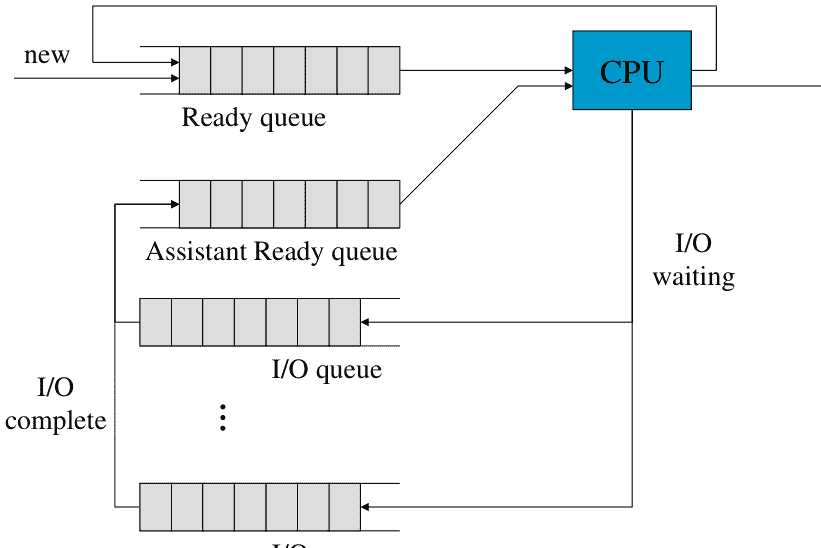 new
CPU
Ready queue
Assistant Ready queue
I/O
waiting
I/O queue
I/O
complete
I/O